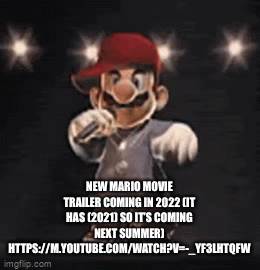 NEW MARIO MOVIE
TRAILER COMING IN 2022 (IT
HAS (2021) SO IT'S COMING
NEXT SUMMER)
HTTPS://M.YOUTUBE.COM/WATCH?V=-_YF3LHTQFW
imgflip.com